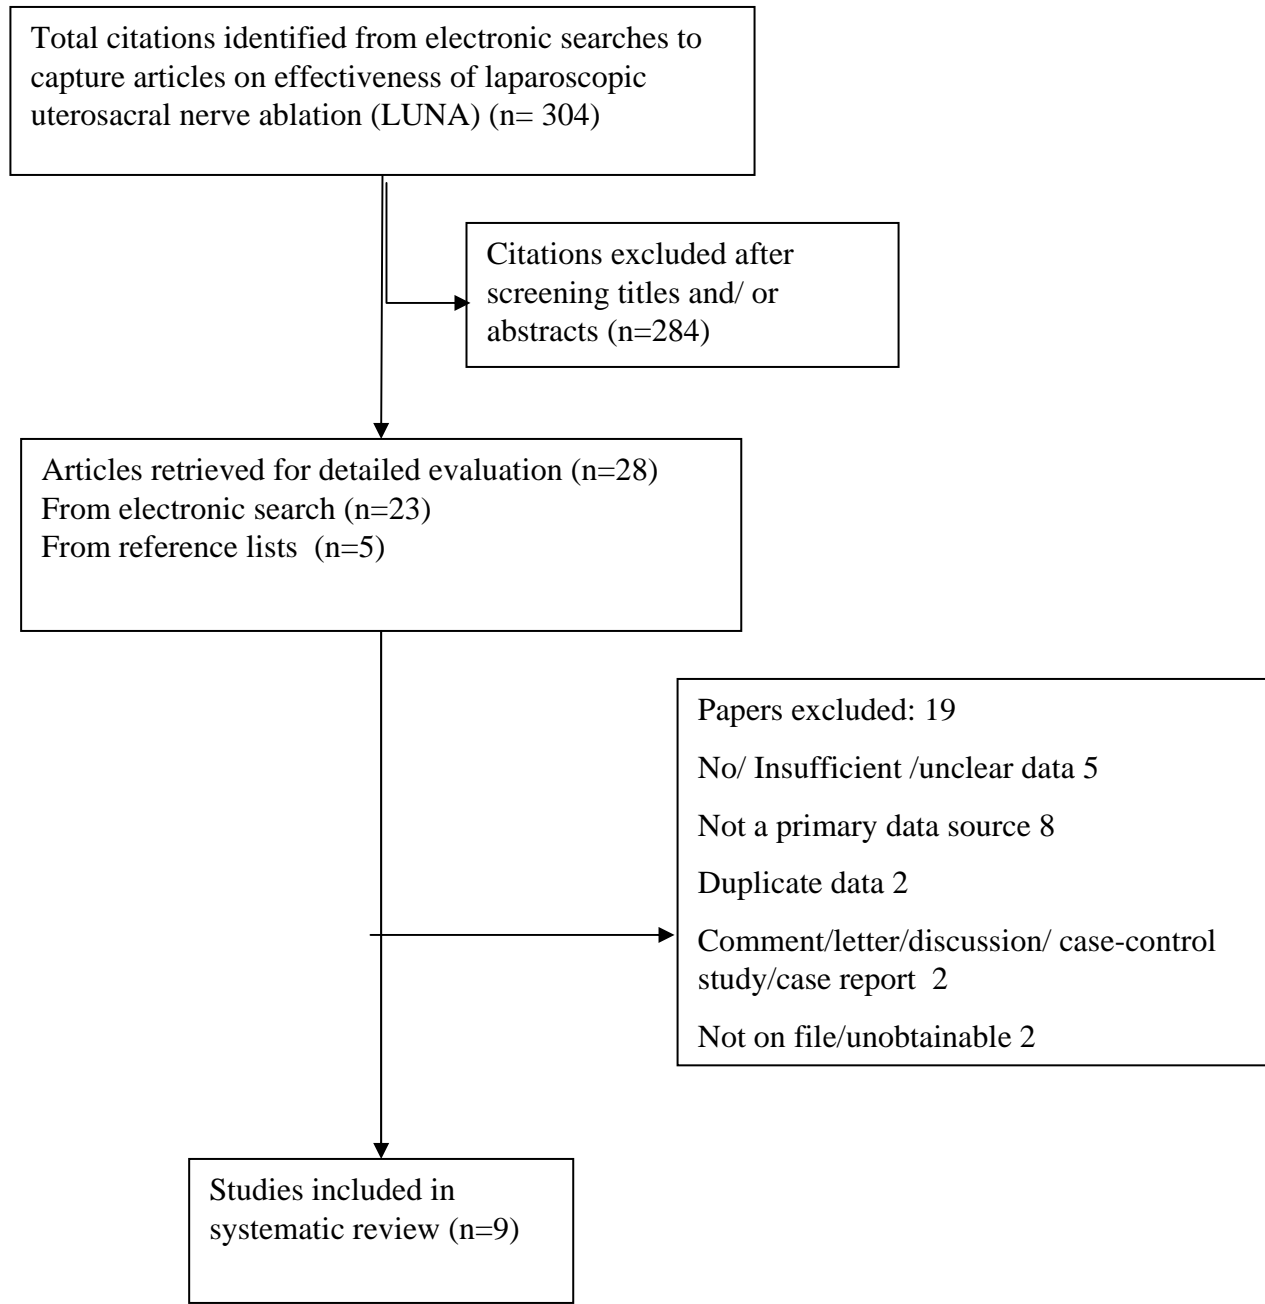 Total citations identified from electronic searches to
capture articles on effectiveness of laparoscopic
uterosacral nerve ablation (LUNA) (n= 304)
Citations excluded after
screening titles and/ or
abstracts (n=284)
Articles retrieved for detailed evaluation (n=28)
From electronic search (n=23)
From reference lists  (n=5)
Papers excluded: 19
No/ Insufficient /unclear data 5
Not a primary data source 8
Duplicate data 2
Comment/letter/discussion/ case-control
study/case report  2
Not on file/unobtainable 2
Studies included in
systematic review (n=9)